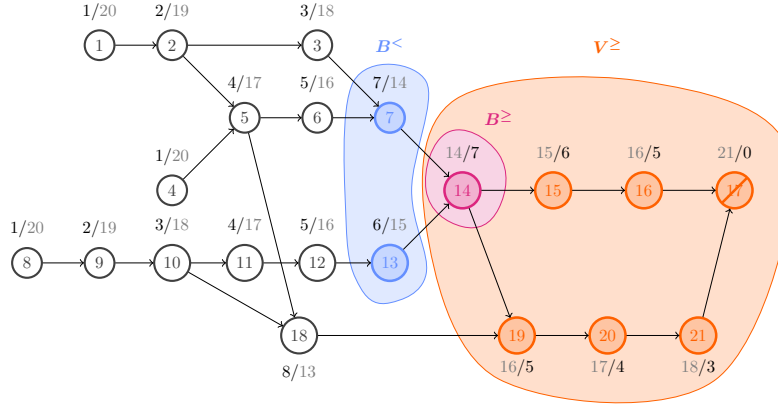 1/20 2/19 3/18
1 2 3
B< V≥
4/17 5/16 7/14
5 6 7
B≥
1/20 14/7 15/6 16/5 21/0
4 14 15 16 17
1/20 2/19 3/18 4/17 5/16 6/15
8 9 10 11 12 13
18 19 20 21
8/13 16/5 17/4 18/3